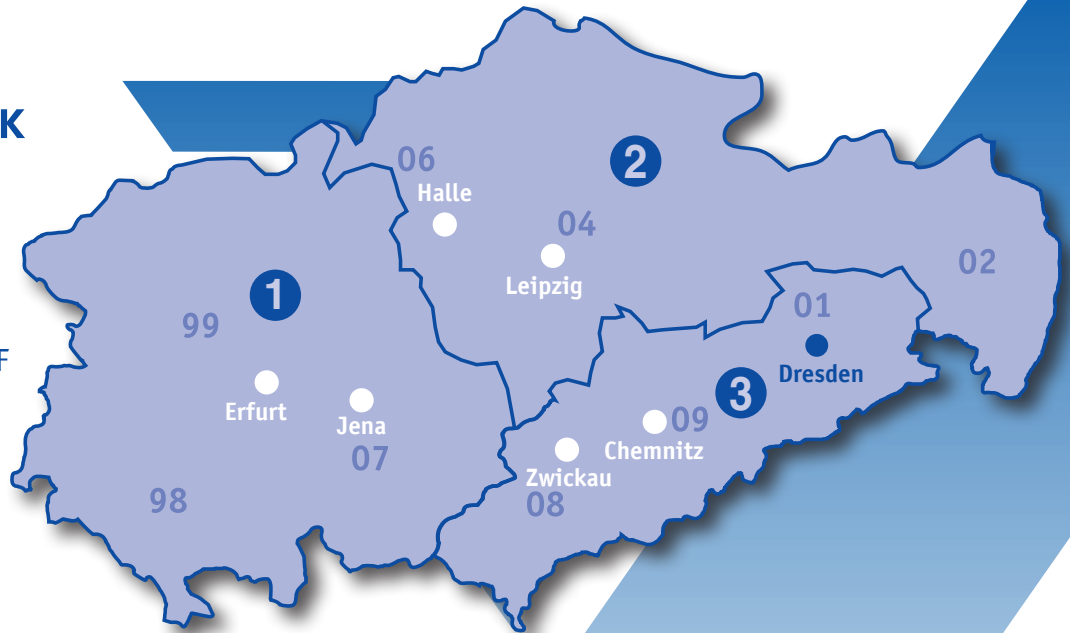 K
2
06
Halle
04
Leipzig
02
1
01
99
F
Dresden
3
Erfurt
Jena
09
Chemnitz
07
Zwickau
98
08